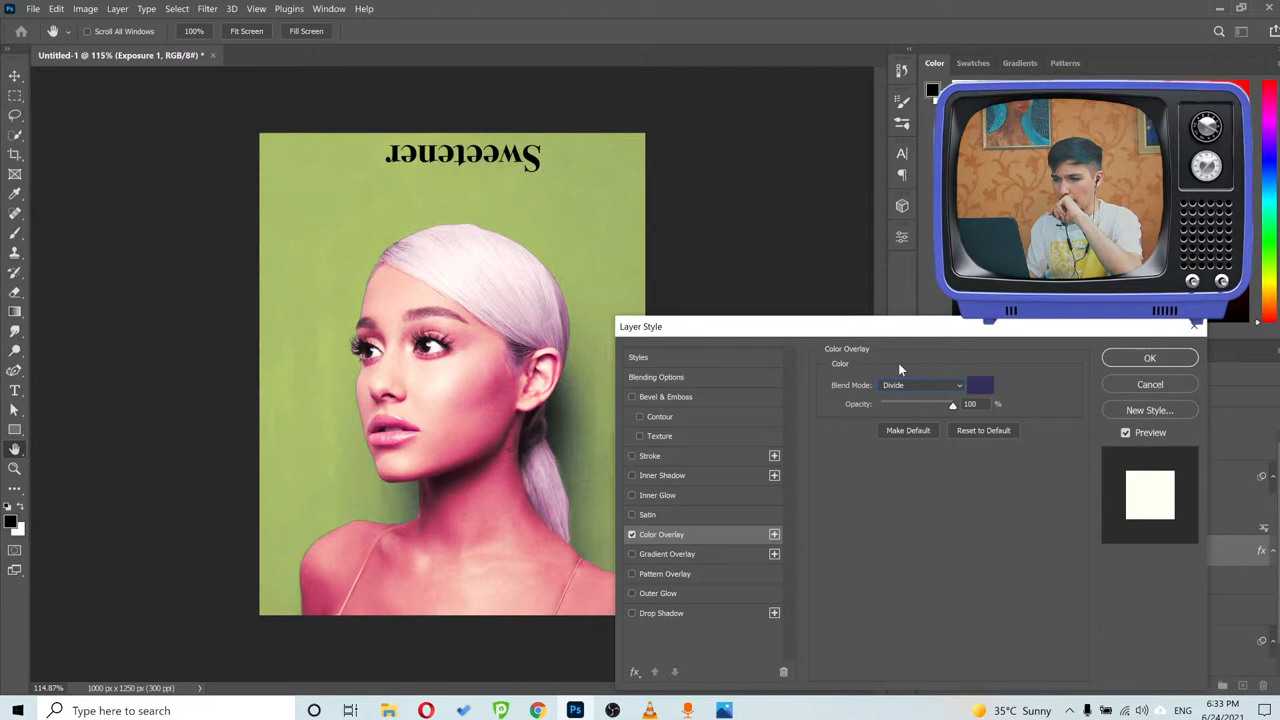 Ps File Edit Image Layer Type Select Filter 3D View Plugins Window Help
Scroll All Windows 100% Fit Screen Fill Screen
Untitled-1 @ 115% (Exposure 1, RGB/8#) *
Color Swatches Gradients Patterns
Sweetener
Layer Style
Styles
Blending Options
Bevel & Emboss
Contour
Texture
Stroke
Inner Shadow
Inner Glow
Satin
Color Overlay
Gradient Overlay
Pattern Overlay
Outer Glow
Drop Shadow
fx
Color Overlay
Color
Blend Mode: Divide
Opacity: 100 %
Make Default Reset to Default
OK
Cancel
New Style...
Preview
fx
114.87% 1000 px x 1250 px (300 ppi)
Type here to search
Ps
35°C Sunny
ENG
6:33 PM
6/24/2021